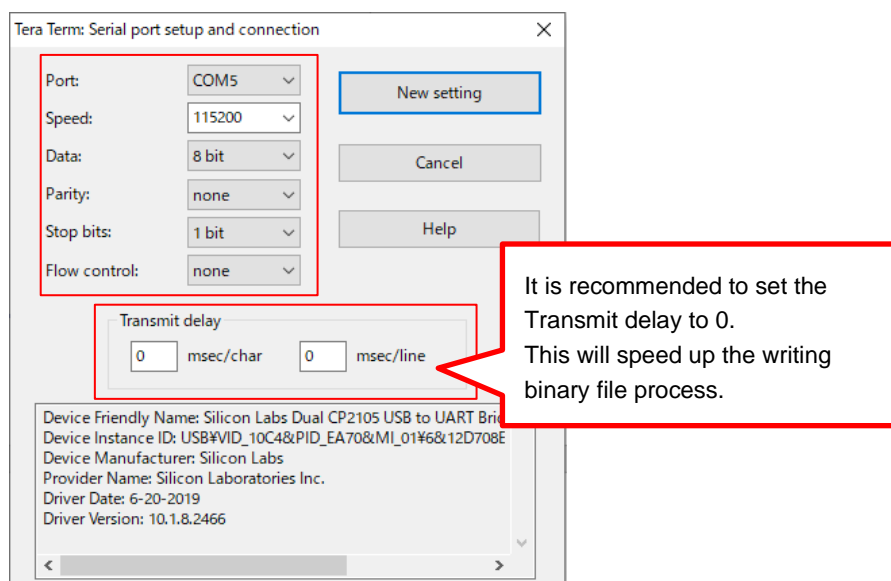 Tera Term: Serial port setup and connection
Port: COM5 New setting
Speed: 115200
Data: 8 bit Cancel
Parity: none
Stop bits: 1 bit Help
Flow control: none
It is recommended to set the
Transmit delay to 0.
This will speed up the writing
binary file process.
Transmit delay
0 msec/char 0 msec/line
Device Friendly Name: Silicon Labs Dual CP2105 USB to UART Bri
Device Instance ID: USB¥VID_10C4&PID_EA70&MI_01¥6&12D708E
Device Manufacturer: Silicon Labs
Provider Name: Silicon Laboratories Inc.
Driver Date: 6-20-2019
Driver Version: 10.1.8.2466